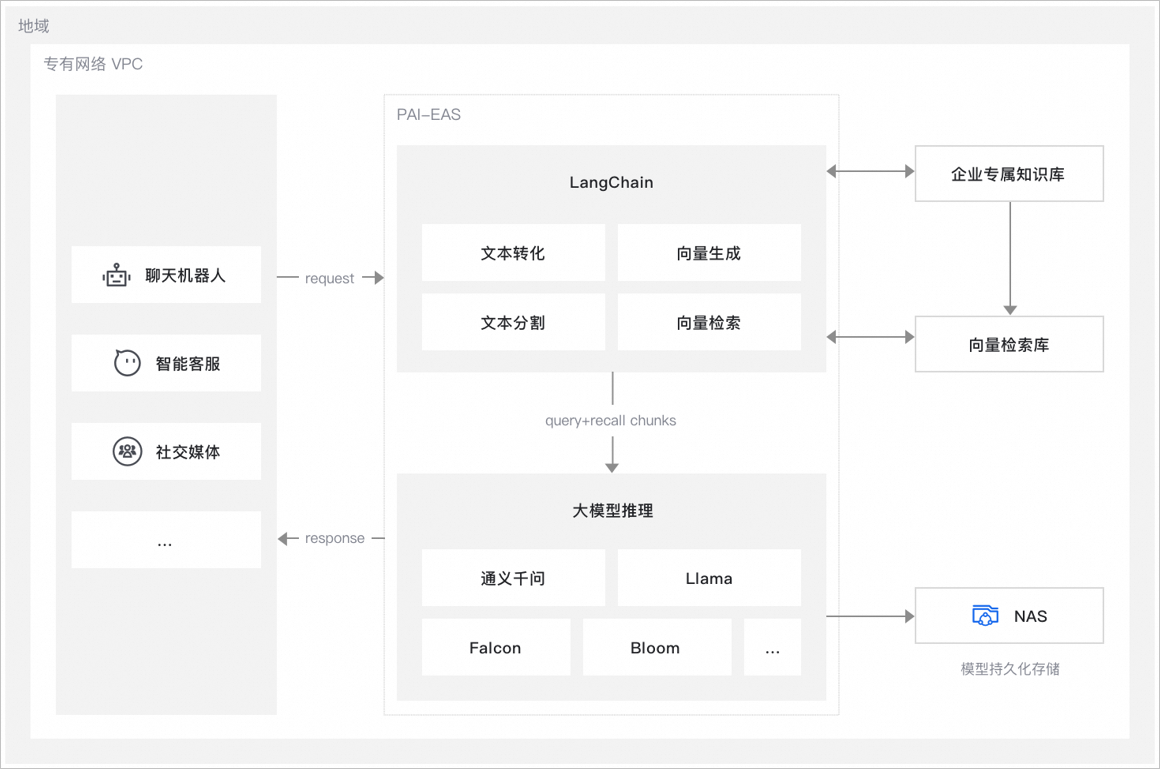 地域
专有网络 VPC
聊天机器人
智能客服
社交媒体
...
request
response
PAI-EAS
LangChain
文本转化
向量生成
文本分割
向量检索
query+recall chunks
大模型推理
通义千问
Llama
Falcon
Bloom
...
企业专属知识库
向量检索库
NAS
模型持久化存储